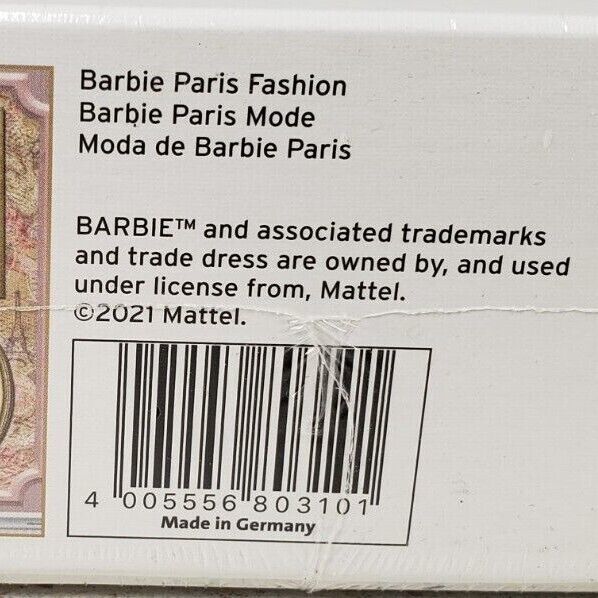 Barbie Paris Fashion
Barbie Paris Mode
Moda de Barbie Paris
BARBIE™ and associated trademarks
and trade dress are owned by, and used
under license from, Mattel.
©2021 Mattel.
4 005556 803101
Made in Germany